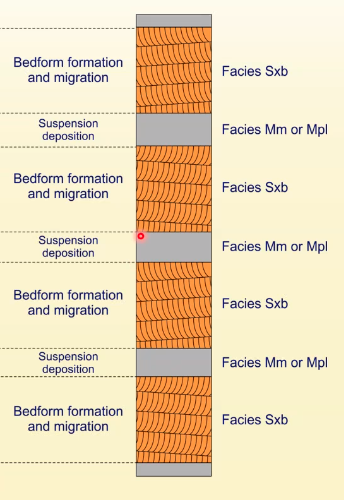 Bedform formation
and migration
Facies Sxb
Suspension
deposition
Facies Mm or Mpl
Bedform formation
and migration
Facies Sxb
Suspension
deposition
Facies Mm or Mpl
Bedform formation
and migration
Facies Sxb
Suspension
deposition
Facies Mm or Mpl
Bedform formation
and migration
Facies Sxb